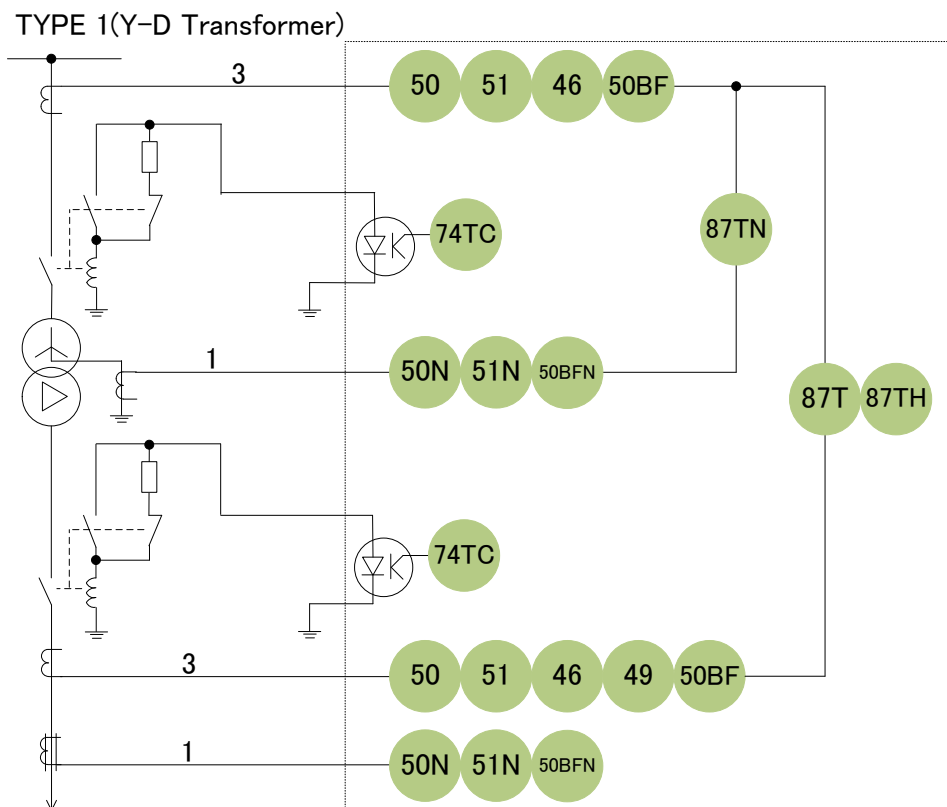 TYPE 1(Y-D Transformer)
3 50 51 46 50BF
74TC 87TN
1 50N 51N 50BFN
87T 87TH
74TC
3 50 51 46 49 50BF
1 50N 51N 50BFN